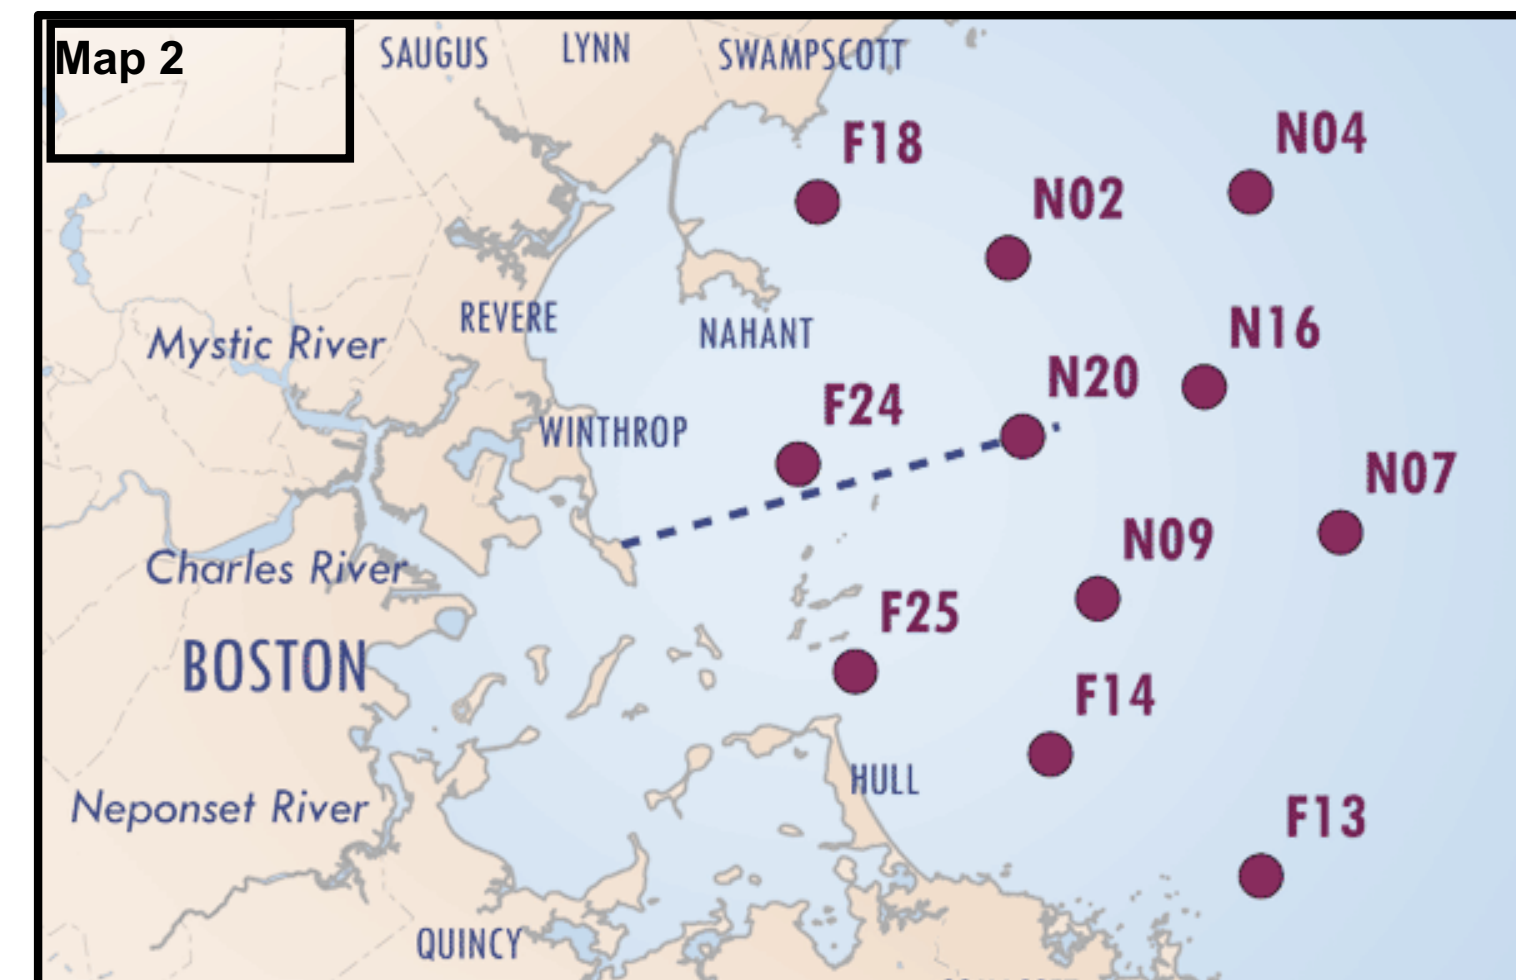 Map 2
SAUGUS
LYNN
SWAMPSCOTT
F18
N04
N02
REVERE
Mystic River
NAHANT
N16
N20
F24
WINTHROP
N07
N09
Charles River
F25
BOSTON
F14
HULL
Neponset River
F13
QUINCY